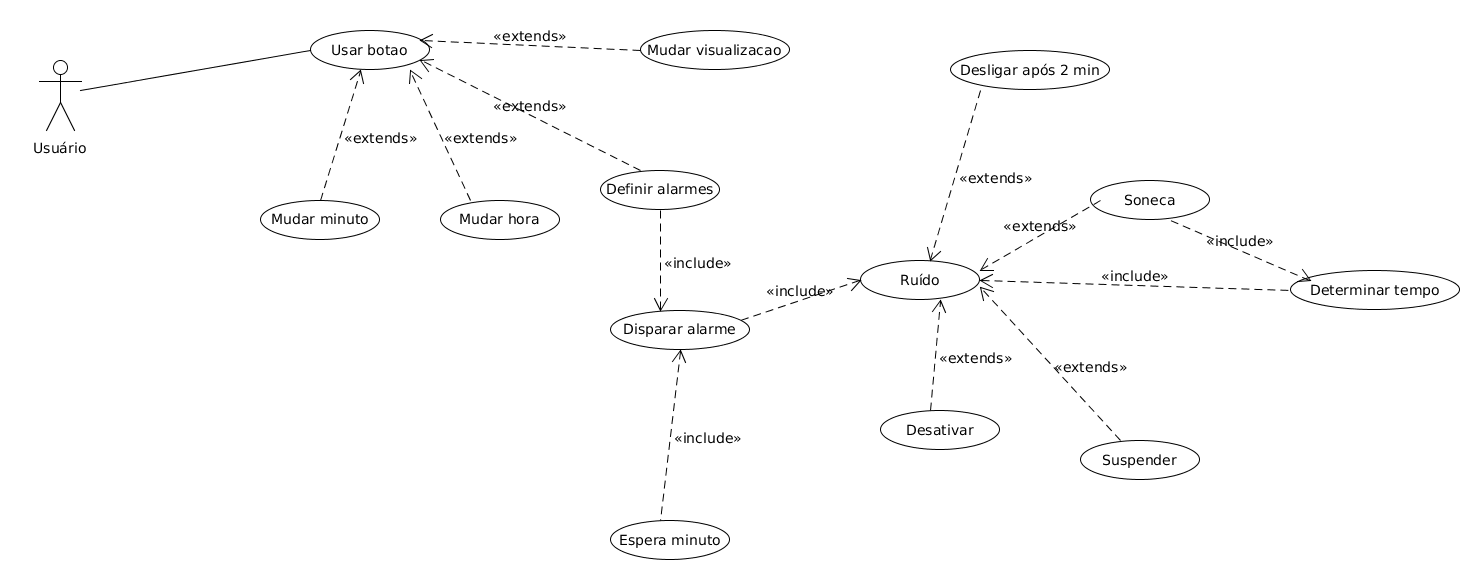 Usar botao
«extends»
Mudar visualizacao
Desligar após 2 min
«extends»
Usuário
«extends»
«extends»
«extends»
Definir alarmes
Soneca
Mudar minuto
Mudar hora
«extends»
«include»
«include»
«include»
Ruído
Determinar tempo
«include»
Disparar alarme
«extends»
«extends»
Desativar
«include»
Suspender
Espera minuto